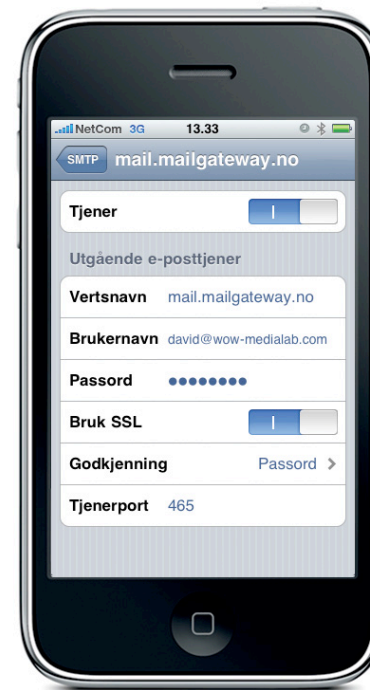 NetCom 3G 13.33
SMTP mail.mailgateway.no
Tjener
Utgående e-posttjener
Vertsnavn mail.mailgateway.no
Brukernavn david@wow-medialab.com
Passord ●●●●●●●●
Bruk SSL
Godkjenning Passord
Tjenerport 465